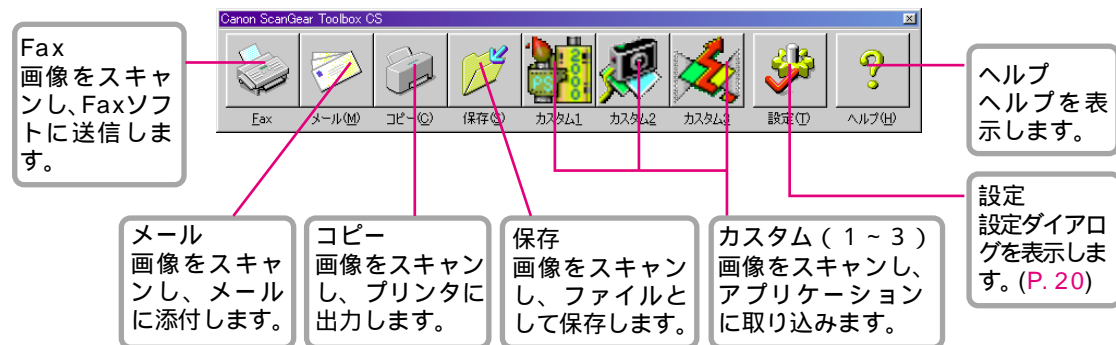 Canon ScanGear Toolbox CS
Fax
メール(M)
コピー(C)
保存(S)
カスタム1
カスタム2
カスタム3
設定(T)
ヘルプ(H)
Fax
画像をスキャ
ンし、Faxソフ
トに送信しま
す。
ヘルプ
ヘルプを表
示します。
設定
設定ダイアロ
グを表示しま
す。(P. 20)
メール
画像をスキャ
ンし、メール
に添付します。
コピー
画像をスキャン
し、プリンタに
出力します。
保存
画像をスキャン
し、ファイルと
して保存します。
カスタム(1~3)
画像をスキャンし、
アプリケーション
に取り込みます。